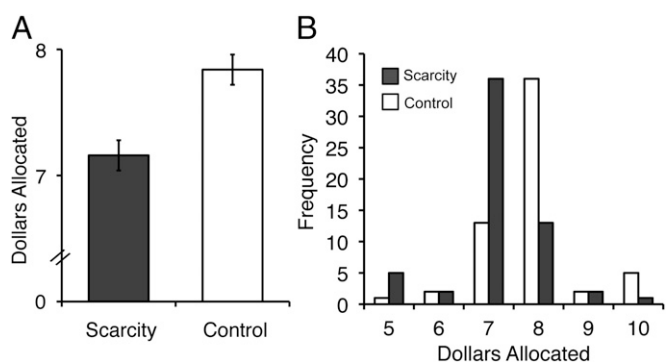 A
8
7
0
Dollars Allocated
Scarcity Control
B
40
35
30
25
20
15
10
5
0
Frequency
Scarcity
Control
5 6 7 8 9 10
Dollars Allocated